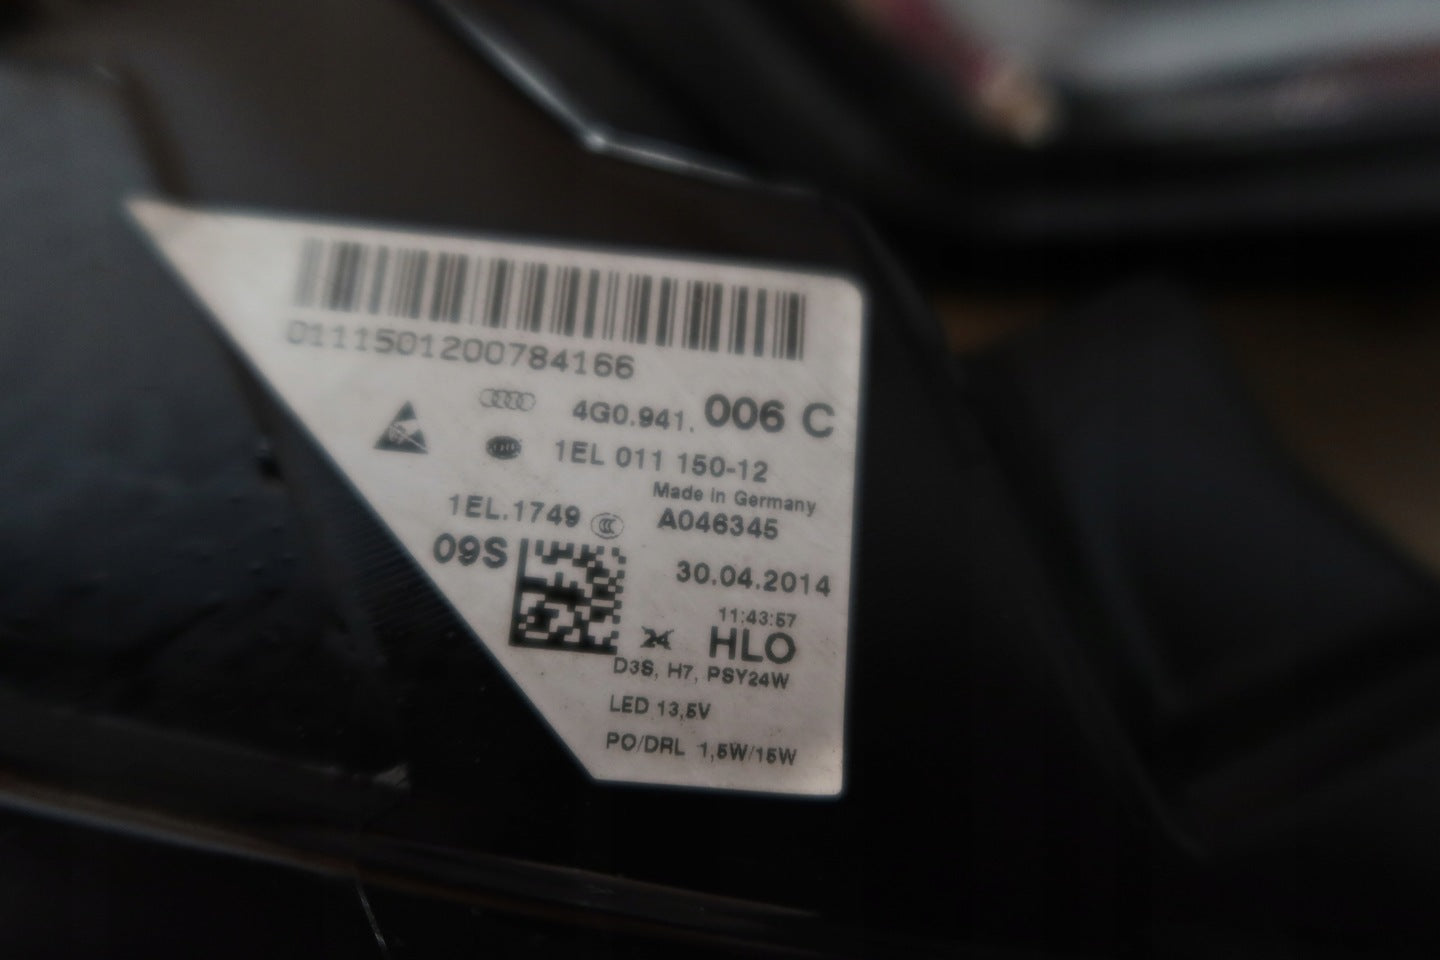 0111501200784166
4G0.941. 006 C
1EL 011 150-12
Made in Germany
1EL.1749 A046345
09S
30.04.2014
11:43:57
24 HLO
D3S, H7, PSY24W
LED 13,5V
PO/DRL 1,5W/15W